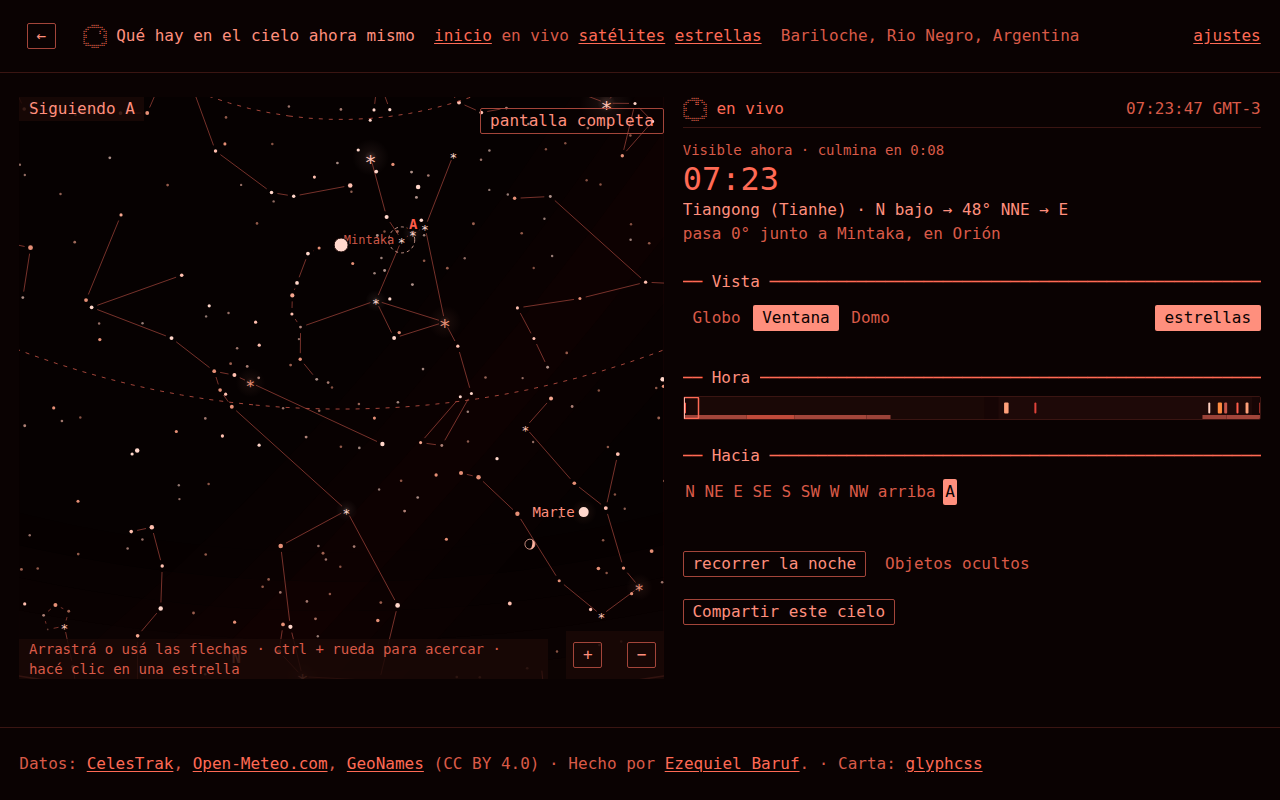 ← Qué hay en el cielo ahora mismo inicio en vivo satélites estrellas Bariloche, Rio Negro, Argentina ajustes
Siguiendo A
pantalla completa
A
Mintaka
Marte
N
Arrastrá o usá las flechas · ctrl + rueda para acercar ·
hacé clic en una estrella
+ −
en vivo 07:23:47 GMT-3
Visible ahora · culmina en 0:08
07:23
Tiangong (Tianhe) · N bajo → 48° NNE → E
pasa 0° junto a Mintaka, en Orión
Vista
Globo Ventana Domo estrellas
Hora
Hacia
N NE E SE S SW W NW arriba A
recorrer la noche Objetos ocultos
Compartir este cielo
Datos: CelesTrak, Open-Meteo.com, GeoNames (CC BY 4.0) · Hecho por Ezequiel Baruf. · Carta: glyphcss